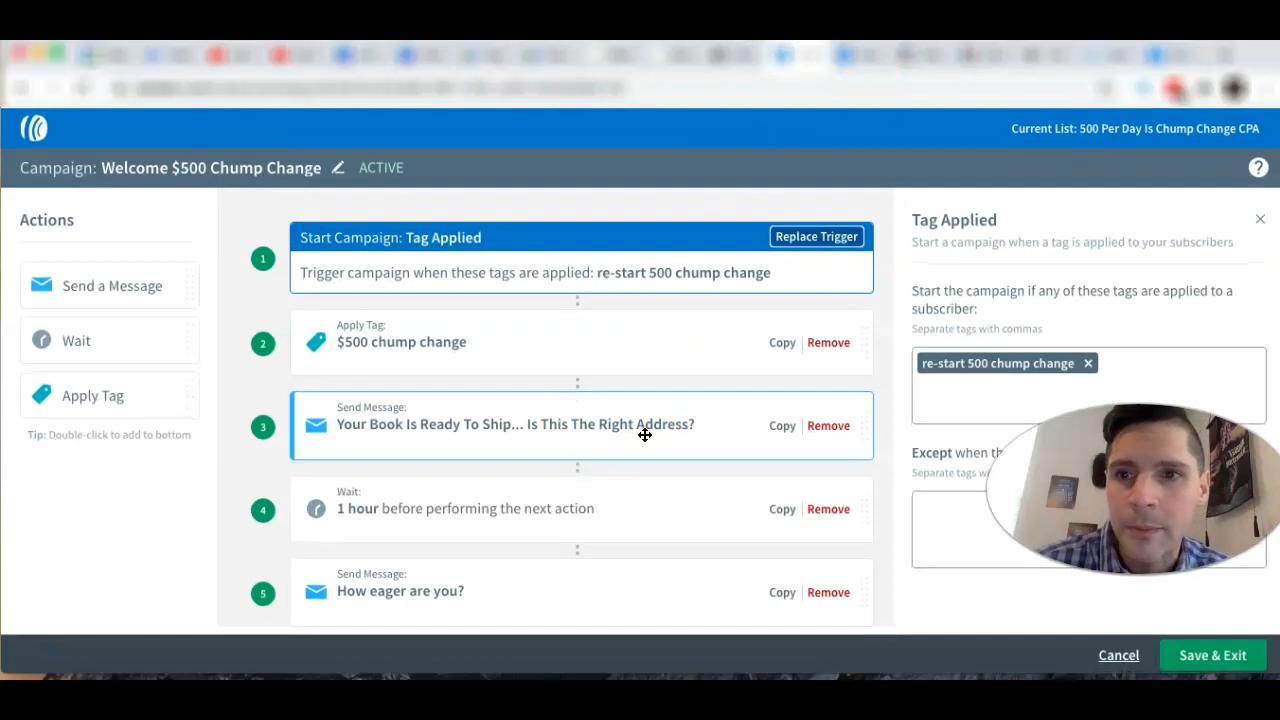 Current List: 500 Per Day Is Chump Change CPA
Campaign: Welcome $500 Chump Change ACTIVE
?
Actions
Send a Message
Wait
Apply Tag
Tip: Double-click to add to bottom
1
Start Campaign: Tag Applied
Replace Trigger
Trigger campaign when these tags are applied: re-start 500 chump change
2
Apply Tag:
$500 chump change
Copy Remove
3
Send Message:
Your Book Is Ready To Ship... Is This The Right Address?
Copy Remove
4
Wait:
1 hour before performing the next action
Copy Remove
5
Send Message:
How eager are you?
Copy Remove
Tag Applied
Start a campaign when a tag is applied to your subscribers
Start the campaign if any of these tags are applied to a
subscriber:
Separate tags with commas
re-start 500 chump change
Except when
Separate tags
Cancel
Save & Exit